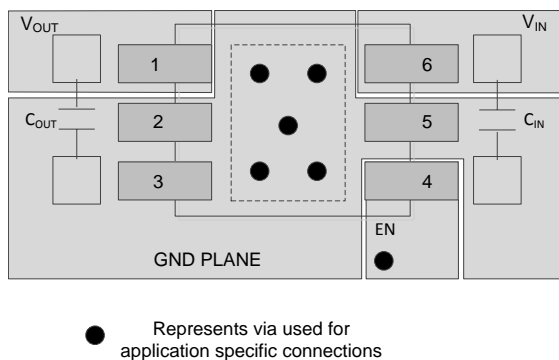 VOUT
VIN
1
6
COUT
2
5
CIN
3
4
EN
GND PLANE
Represents via used for
application specific connections